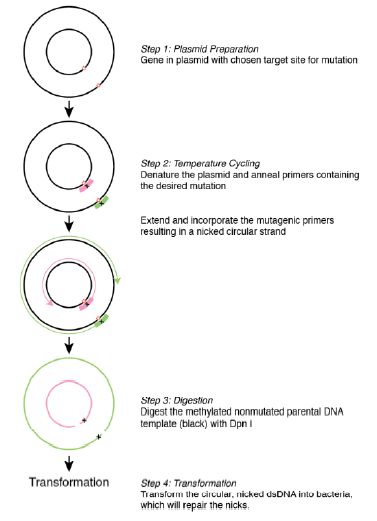 Step 1: Plasmid Preparation
Gene in plasmid with chosen target site for mutation
Step 2: Temperature Cycling
Denature the plasmid and anneal primers containing
the desired mutation
Extend and incorporate the mutagenic primers
resulting in a nicked circular strand
Step 3: Digestion
Digest the methylated nonmutated parental DNA
template (black) with Dpn I
Transformation
Step 4: Transformation
Transform the circular, nicked dsDNA into bacteria,
which will repair the nicks.